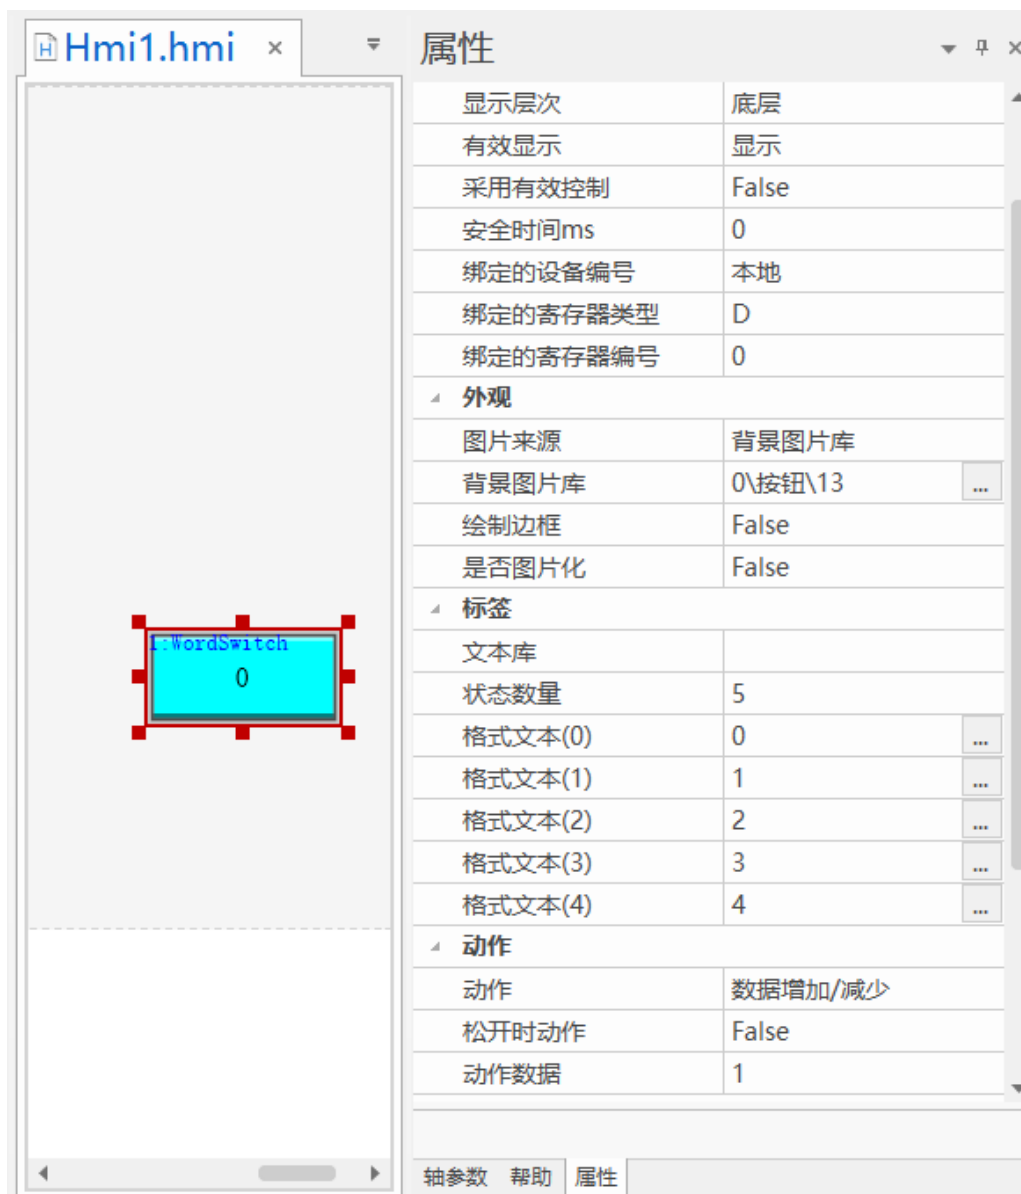 Hmi1.hmi
1:WordSwitch
0
属性
显示层次 底层
有效显示 显示
采用有效控制 False
安全时间ms 0
绑定的设备编号 本地
绑定的寄存器类型 D
绑定的寄存器编号 0
外观
图片来源 背景图片库
背景图片库 0\按钮\13 ...
绘制边框 False
是否图片化 False
标签
文本库
状态数量 5
格式文本(0) 0 ...
格式文本(1) 1 ...
格式文本(2) 2 ...
格式文本(3) 3 ...
格式文本(4) 4 ...
动作
动作 数据增加/减少
松开时动作 False
动作数据 1
轴参数 帮助 属性